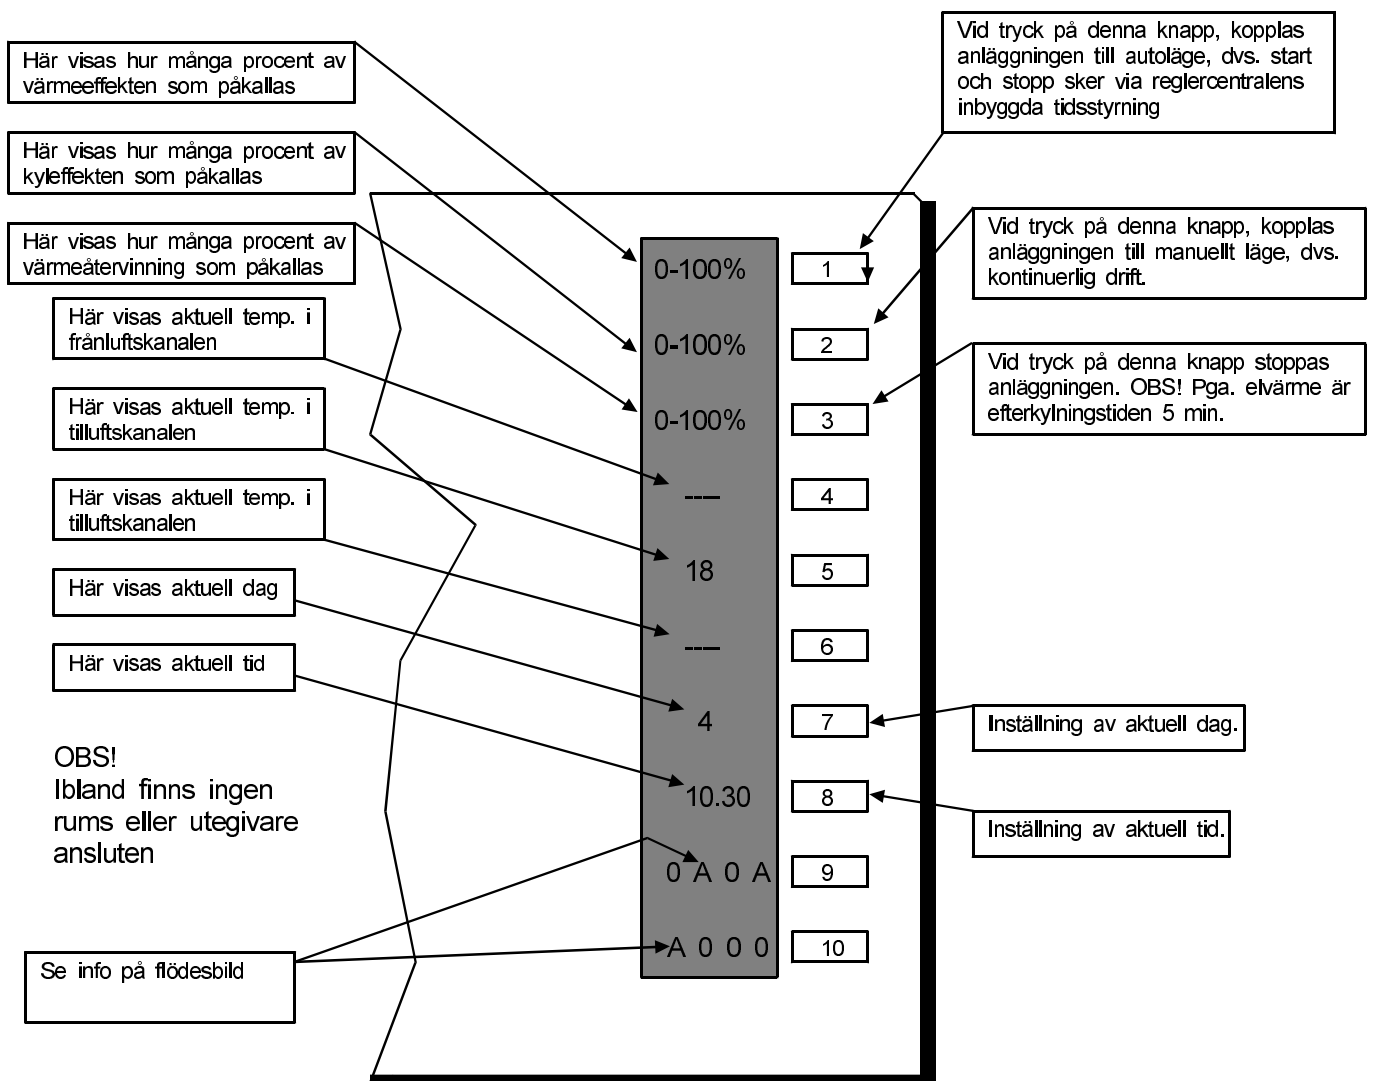 Här visas hur många procent av
värmeeffekten som påkallas
Här visas hur många procent av
kyleffekten som påkallas
Här visas hur många procent av
värmeåtervinning som påkallas
Här visas aktuell temp. i
frånluftskanalen
Här visas aktuell temp. i
tilluftskanalen
Här visas aktuell temp. i
tilluftskanalen
Här visas aktuell dag
Här visas aktuell tid
OBS!
Ibland finns ingen
rums eller utegivare
ansluten
Se info på flödesbild
0-100% 1
0-100% 2
0-100% 3
---- 4
18 5
---- 6
4 7
10.30 8
0 A 0 A 9
A 0 0 0 10
Vid tryck på denna knapp, kopplas
anläggningen till autoläge, dvs. start
och stopp sker via reglercentralens
inbyggda tidsstyrning
Vid tryck på denna knapp, kopplas
anläggningen till manuellt läge, dvs.
kontinuerlig drift.
Vid tryck på denna knapp stoppas
anläggningen. OBS! Pga. elvärme är
efterkylningstiden 5 min.
Inställning av aktuell dag.
Inställning av aktuell tid.